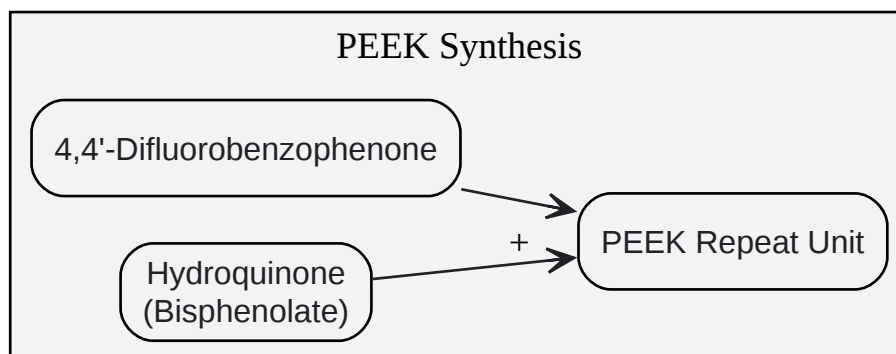 PEEK Synthesis
4,4'-Difluorobenzophenone
Hydroquinone
(Bisphenolate)
+
PEEK Repeat Unit